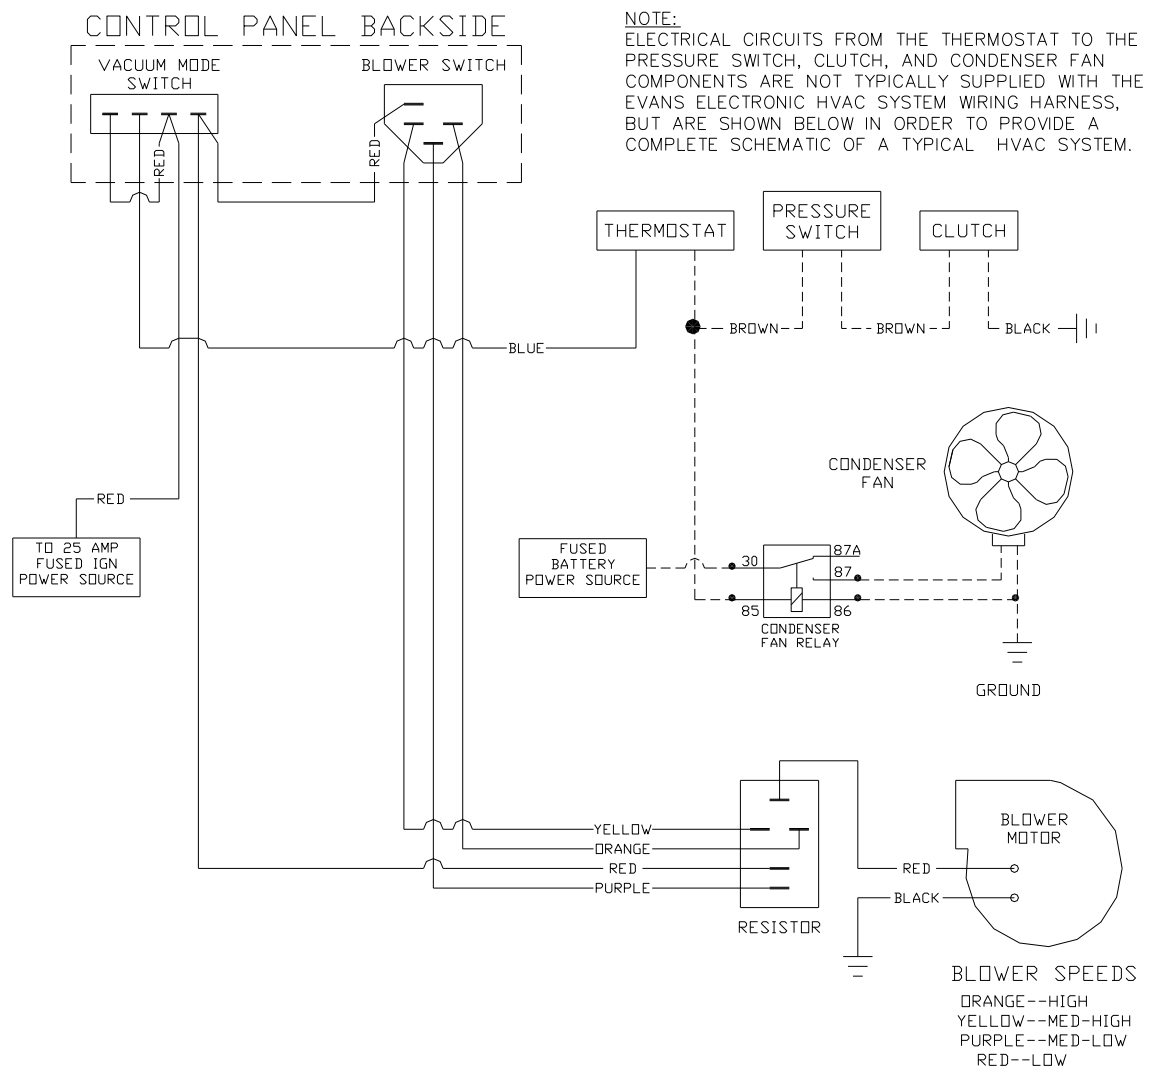 CONTROL PANEL BACKSIDE
VACUUM MODE
SWITCH
BLOWER SWITCH
RED
RED
NOTE:
ELECTRICAL CIRCUITS FROM THE THERMOSTAT TO THE
PRESSURE SWITCH, CLUTCH, AND CONDENSER FAN
COMPONENTS ARE NOT TYPICALLY SUPPLIED WITH THE
EVANS ELECTRONIC HVAC SYSTEM WIRING HARNESS,
BUT ARE SHOWN BELOW IN ORDER TO PROVIDE A
COMPLETE SCHEMATIC OF A TYPICAL HVAC SYSTEM.
THERMOSTAT
PRESSURE
SWITCH
CLUTCH
BROWN
BROWN
BLACK
BLUE
CONDENSER
FAN
RED
TO 25 AMP
FUSED IGN
POWER SOURCE
FUSED
BATTERY
POWER SOURCE
30
87A
87
85
86
CONDENSER
FAN RELAY
GROUND
YELLOW
ORANGE
RED
PURPLE
RESISTOR
BLOWER
MOTOR
RED
BLACK
BLOWER SPEEDS
ORANGE--HIGH
YELLOW--MED-HIGH
PURPLE--MED-LOW
RED--LOW